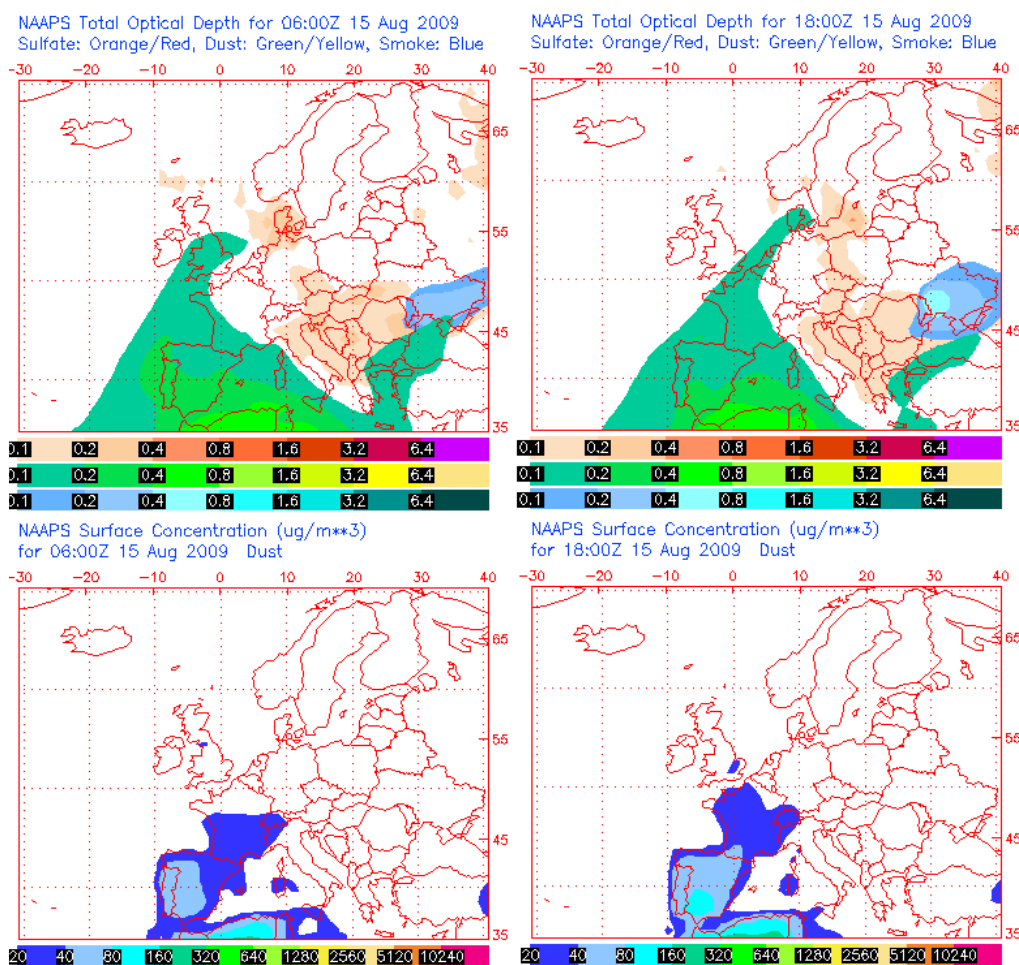 NAAPS Total Optical Depth for 06:00Z 15 Aug 2009
Sulfate: Orange/Red, Dust: Green/Yellow, Smoke: Blue
-30 -20 -10 0 10 20 30 40
65
55
45
35
0.1 0.2 0.4 0.8 1.6 3.2 6.4
0.1 0.2 0.4 0.8 1.6 3.2 6.4
0.1 0.2 0.4 0.8 1.6 3.2 6.4
NAAPS Total Optical Depth for 18:00Z 15 Aug 2009
Sulfate: Orange/Red, Dust: Green/Yellow, Smoke: Blue
-30 -20 -10 0 10 20 30 40
65
55
45
35
0.1 0.2 0.4 0.8 1.6 3.2 6.4
0.1 0.2 0.4 0.8 1.6 3.2 6.4
0.1 0.2 0.4 0.8 1.6 3.2 6.4
NAAPS Surface Concentration (ug/m**3)
for 06:00Z 15 Aug 2009 Dust
-30 -20 -10 0 10 20 30 40
65
55
45
35
20 40 80 160 320 640 1280 2560 5120 10240
NAAPS Surface Concentration (ug/m**3)
for 18:00Z 15 Aug 2009 Dust
-30 -20 -10 0 10 20 30 40
65
55
45
35
20 40 80 160 320 640 1280 2560 5120 10240